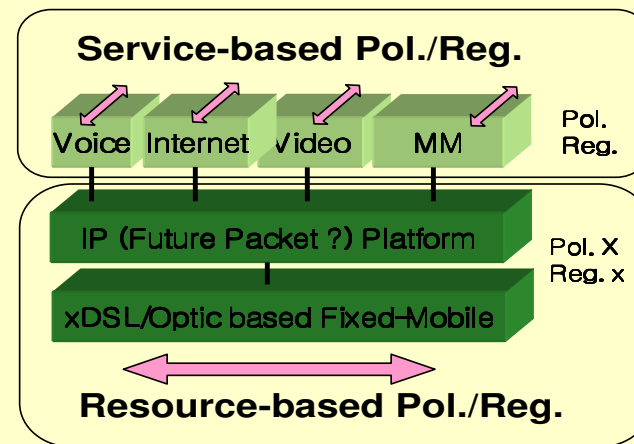 Service-based Pol./Reg.
Voice Internet Video MM
Pol.
Reg.
IP (Future Packet ?) Platform
Pol. X
Reg. x
xDSL/Optic based Fixed-Mobile
Resource-based Pol./Reg.